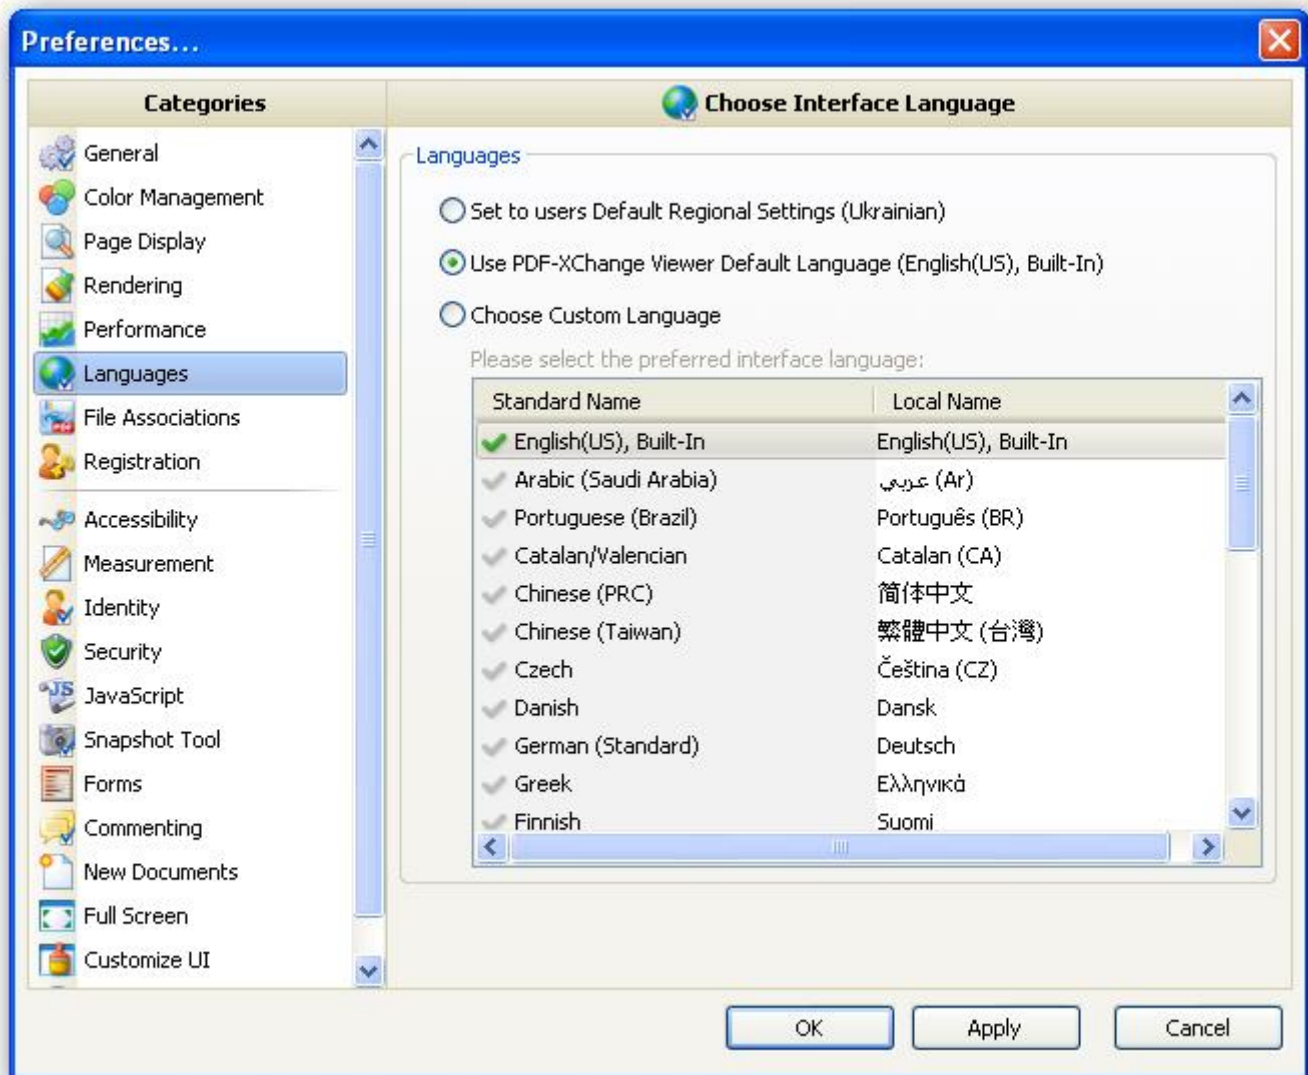 Preferences...
Categories
General
Color Management
Page Display
Rendering
Performance
Languages
File Associations
Registration
Accessibility
Measurement
Identity
Security
JavaScript
Snapshot Tool
Forms
Commenting
New Documents
Full Screen
Customize UI
Choose Interface Language
Languages
Set to users Default Regional Settings (Ukrainian)
Use PDF-XChange Viewer Default Language (English(US), Built-In)
Choose Custom Language
Please select the preferred interface language:
Standard Name Local Name
English(US), Built-In English(US), Built-In
Arabic (Saudi Arabia) عربي (Ar)
Portuguese (Brazil) Português (BR)
Catalan/Valencian Catalan (CA)
Chinese (PRC) 简体中文
Chinese (Taiwan) 繁體中文 (台灣)
Czech Čeština (CZ)
Danish Dansk
German (Standard) Deutsch
Greek Ελληνικά
Finnish Suomi
OK Apply Cancel